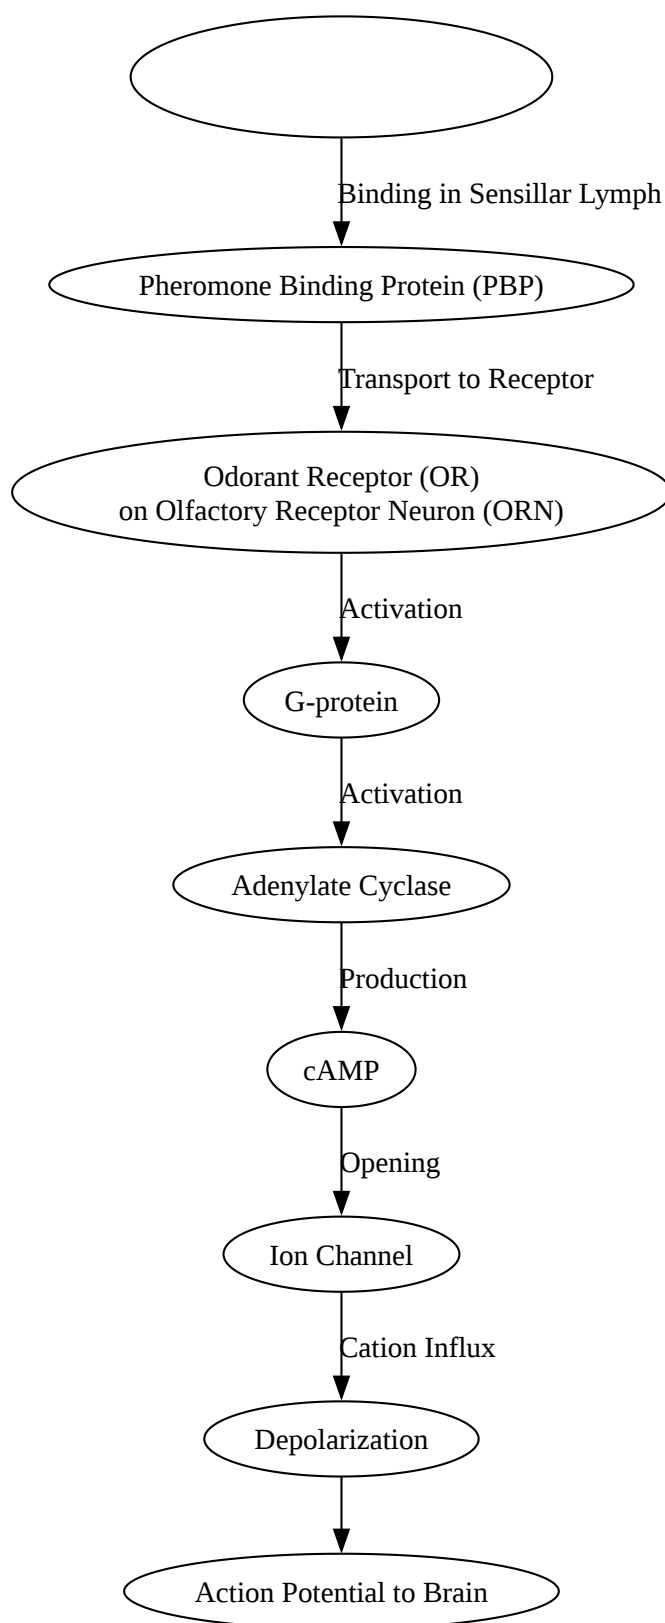 Binding in Sensillar Lymph
Pheromone Binding Protein (PBP)
Transport to Receptor
Odorant Receptor (OR)
on Olfactory Receptor Neuron (ORN)
Activation
G-protein
Activation
Adenylate Cyclase
Production
cAMP
Opening
Ion Channel
Cation Influx
Depolarization
Action Potential to Brain